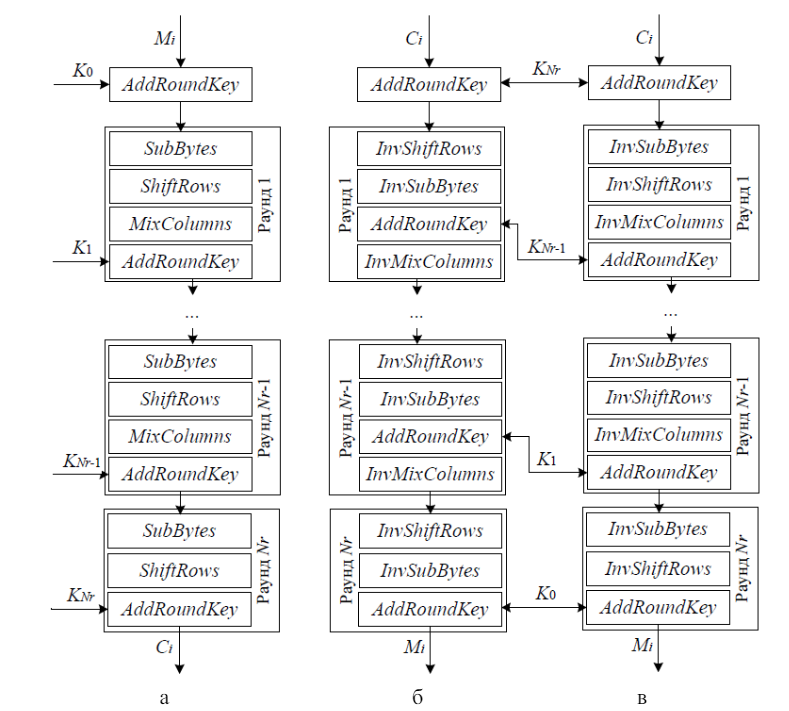 Mi
K0
AddRoundKey
SubBytes
ShiftRows
MixColumns
K1
AddRoundKey
Раунд 1
...
SubBytes
ShiftRows
MixColumns
KNr-1
AddRoundKey
Раунд Nr-1
SubBytes
ShiftRows
KNr
AddRoundKey
Раунд Nr
Ci
а
Ci
AddRoundKey
KNr
Раунд 1
InvShiftRows
InvSubBytes
AddRoundKey
InvMixColumns
KNr-1
...
Раунд Nr-1
InvShiftRows
InvSubBytes
AddRoundKey
InvMixColumns
K1
Раунд Nr
InvShiftRows
InvSubBytes
AddRoundKey
K0
Mi
б
Ci
AddRoundKey
InvSubBytes
InvShiftRows
InvMixColumns
AddRoundKey
Раунд 1
...
InvSubBytes
InvShiftRows
InvMixColumns
AddRoundKey
Раунд Nr-1
InvSubBytes
InvShiftRows
AddRoundKey
Раунд Nr
Mi
в